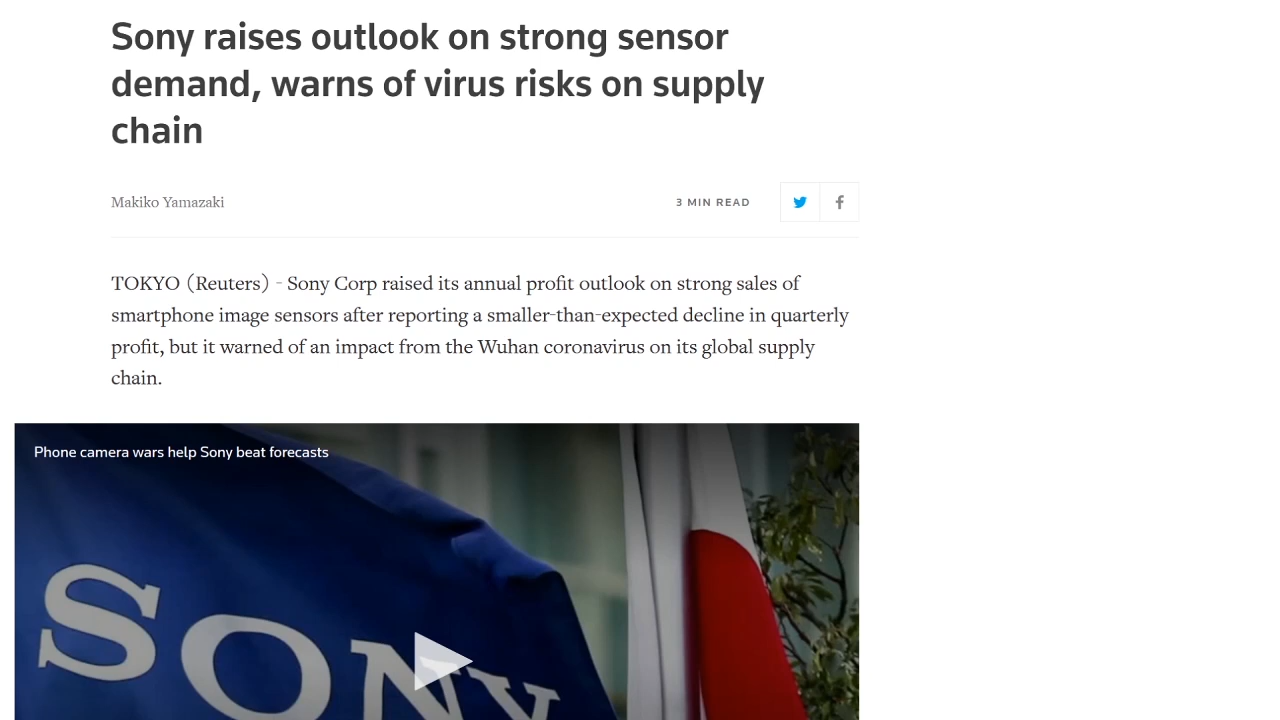 Sony raises outlook on strong sensor
demand, warns of virus risks on supply
chain
Makiko Yamazaki
3 MIN READ
TOKYO (Reuters) - Sony Corp raised its annual profit outlook on strong sales of
smartphone image sensors after reporting a smaller-than-expected decline in quarterly
profit, but it warned of an impact from the Wuhan coronavirus on its global supply
chain.
Phone camera wars help Sony beat forecasts
SONY